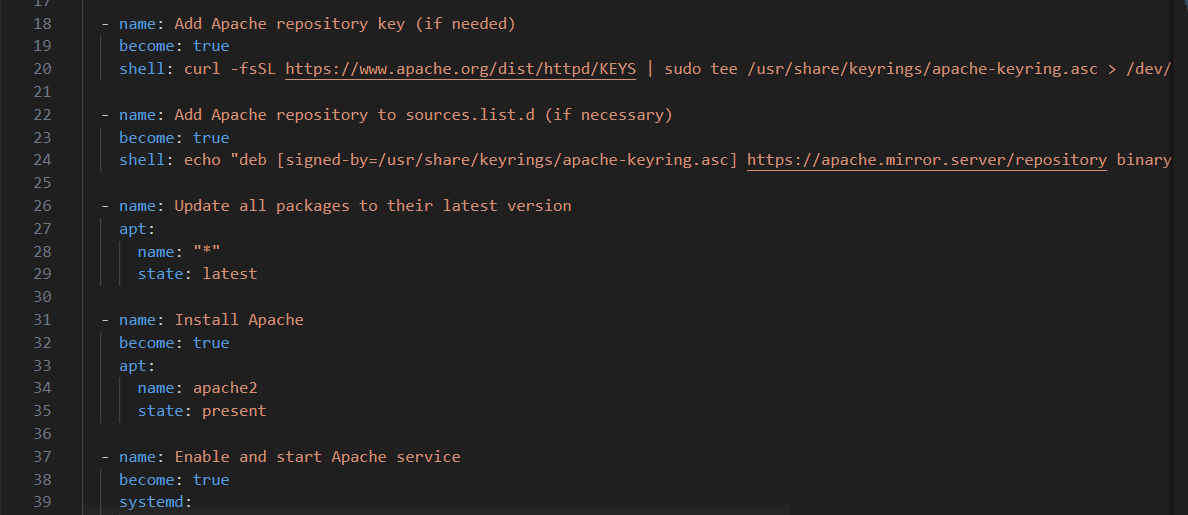 17
18 - name: Add Apache repository key (if needed)
19 become: true
20 shell: curl -fsSL https://www.apache.org/dist/httpd/KEYS | sudo tee /usr/share/keyrings/apache-keyring.asc > /dev/
21
22 - name: Add Apache repository to sources.list.d (if necessary)
23 become: true
24 shell: echo "deb [signed-by=/usr/share/keyrings/apache-keyring.asc] https://apache.mirror.server/repository binary
25
26 - name: Update all packages to their latest version
27 apt:
28 name: "*"
29 state: latest
30
31 - name: Install Apache
32 become: true
33 apt:
34 name: apache2
35 state: present
36
37 - name: Enable and start Apache service
38 become: true
39 systemd: